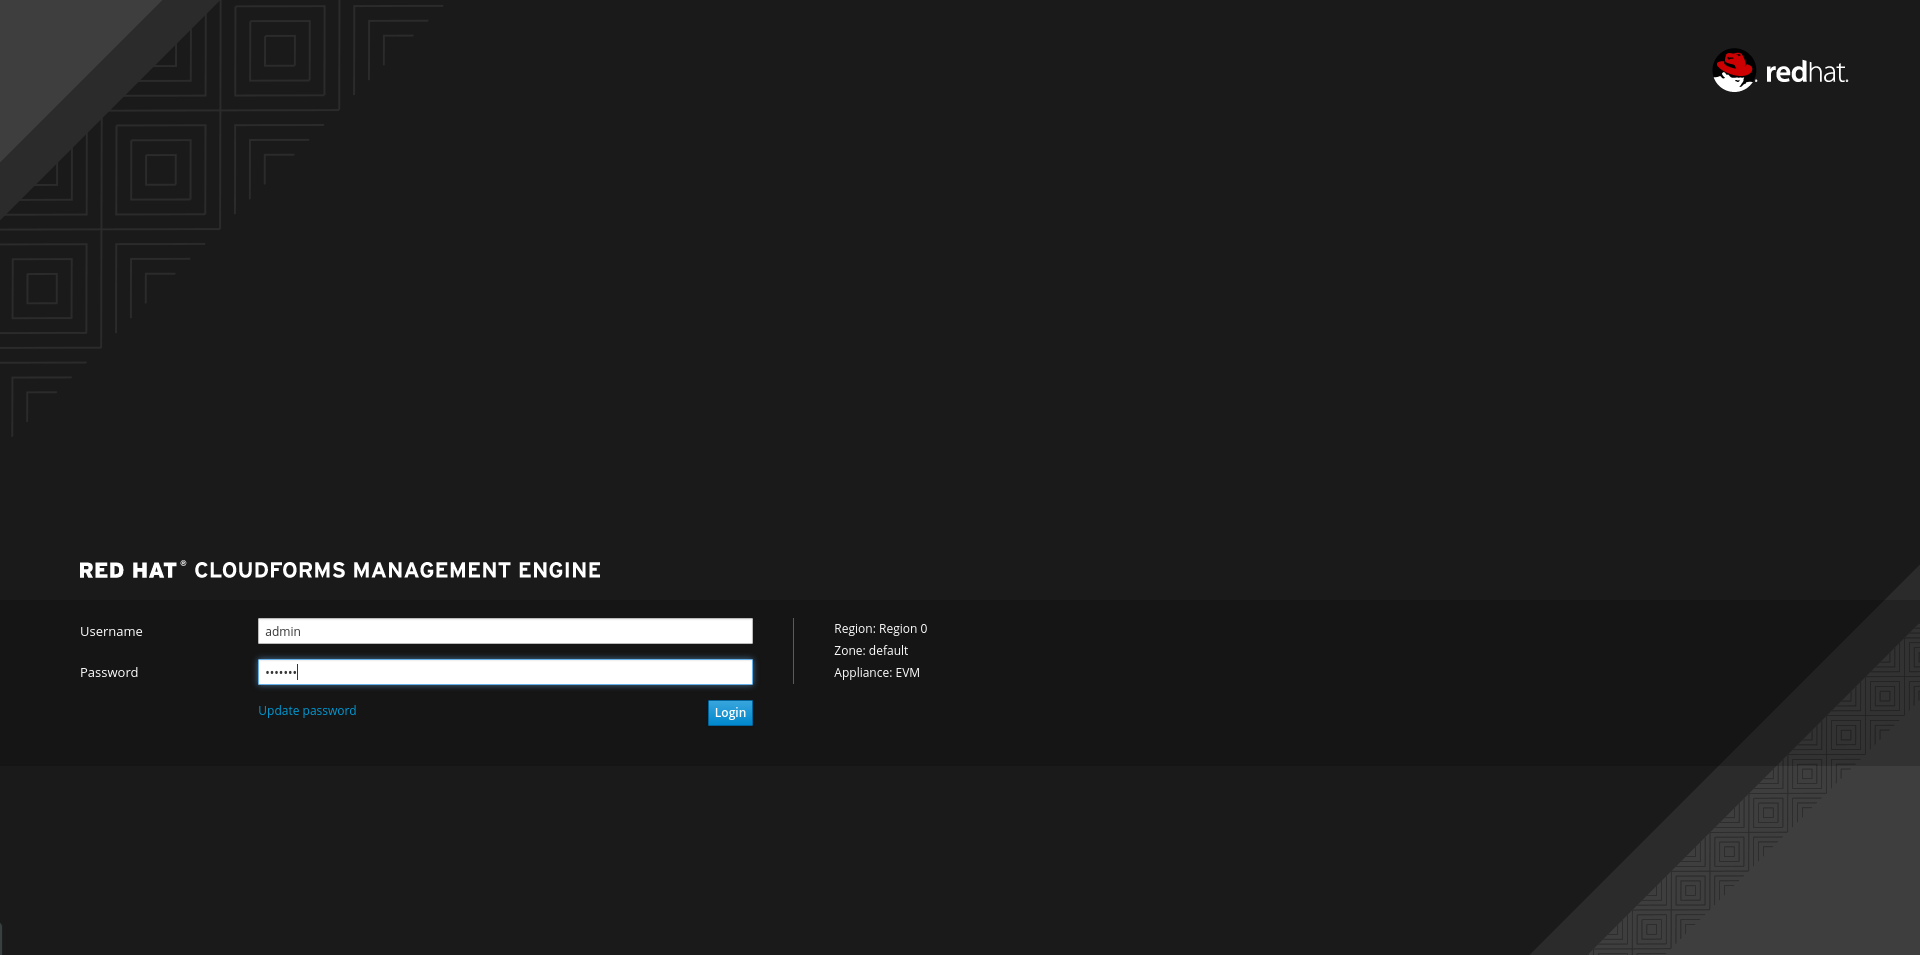 redhat.
RED HAT® CLOUDFORMS MANAGEMENT ENGINE
Username
admin
Password
•••••••
Update password
Login
Region: Region 0
Zone: default
Appliance: EVM